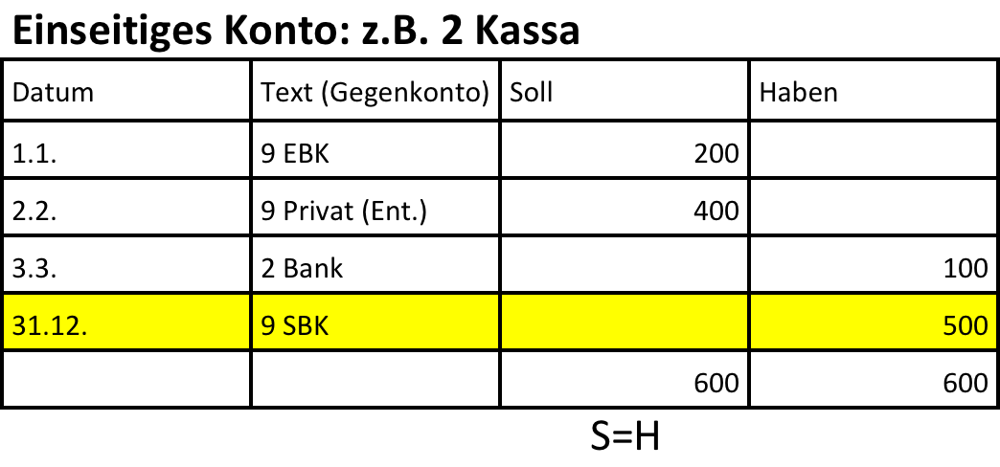 Einseitiges Konto: z.B. 2 Kassa
Datum Text (Gegenkonto) Soll Haben
1.1. 9 EBK 200
2.2. 9 Privat (Ent.) 400
3.3. 2 Bank 100
31.12. 9 SBK 500
600 600
S=H